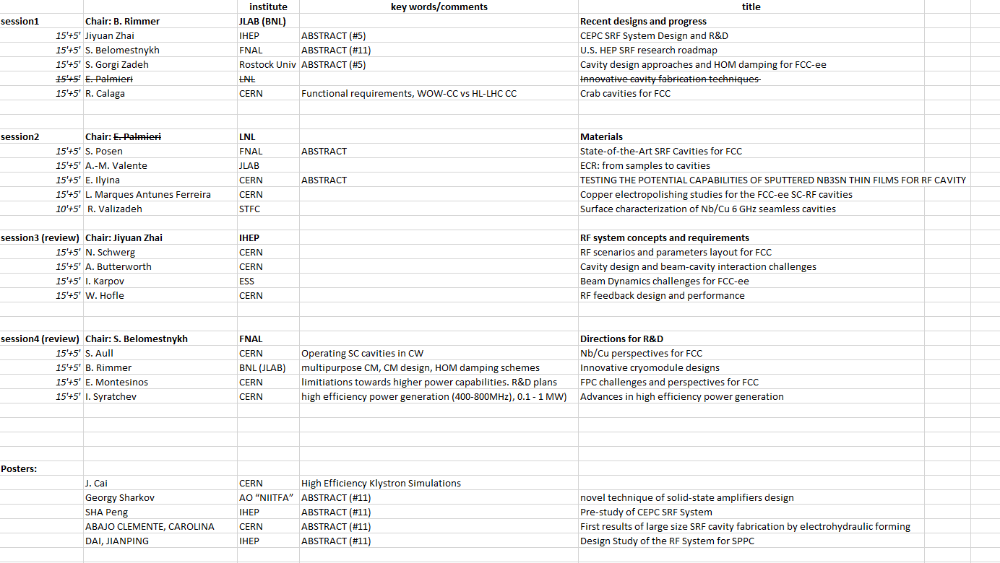 institute key words/comments title
session1 Chair: B. Rimmer JLAB (BNL) Recent designs and progress
15'+5' Jiyuan Zhai IHEP ABSTRACT (#5) CEPC SRF System Design and R&D
15'+5' S. Belomestnykh FNAL ABSTRACT (#11) U.S. HEP SRF research roadmap
15'+5' S. Gorgi Zadeh Rostock Univ ABSTRACT (#5) Cavity design approaches and HOM damping for FCC-ee
15'+5' E. Palmieri LNL Innovative cavity fabrication techniques
15'+5' R. Calaga CERN Functional requirements, WOW-CC vs HL-LHC CC Crab cavities for FCC
session2 Chair: E. Palmieri LNL Materials
15'+5' S. Posen FNAL ABSTRACT State-of-the-Art SRF Cavities for FCC
15'+5' A.-M. Valente JLAB ECR: from samples to cavities
15'+5' E. Ilyina CERN ABSTRACT TESTING THE POTENTIAL CAPABILITIES OF SPUTTERED NB3SN THIN FILMS FOR RF CAVITY
15'+5' L. Marques Antunes Ferreira CERN Copper electropolishing studies for the FCC-ee SC-RF cavities
10'+5' R. Valizadeh STFC Surface characterization of Nb/Cu 6 GHz seamless cavities
session3 (review) Chair: Jiyuan Zhai IHEP RF system concepts and requirements
15'+5' N. Schwerg CERN RF scenarios and parameters layout for FCC
15'+5' A. Butterworth CERN Cavity design and beam-cavity interaction challenges
15'+5' I. Karpov ESS Beam Dynamics challenges for FCC-ee
15'+5' W. Hofle CERN RF feedback design and performance
session4 (review) Chair: S. Belomestnykh FNAL Directions for R&D
15'+5' S. Aull CERN Operating SC cavities in CW Nb/Cu perspectives for FCC
15'+5' B. Rimmer BNL (JLAB) multipurpose CM, CM design, HOM damping schemes Innovative cryomodule designs
15'+5' E. Montesinos CERN limitiations towards higher power capabilities. R&D plans FPC challenges and perspectives for FCC
15'+5' I. Syratchev CERN high efficiency power generation (400-800MHz), 0.1 - 1 MW) Advances in high efficiency power generation
Posters:
J. Cai CERN High Efficiency Klystron Simulations
Georgy Sharkov AO “NIITFA” ABSTRACT (#11) novel technique of solid-state amplifiers design
SHA Peng IHEP ABSTRACT (#11) Pre-study of CEPC SRF System
ABAJO CLEMENTE, CAROLINA CERN ABSTRACT (#11) First results of large size SRF cavity fabrication by electrohydraulic forming
DAI, JIANPING IHEP ABSTRACT (#11) Design Study of the RF System for SPPC